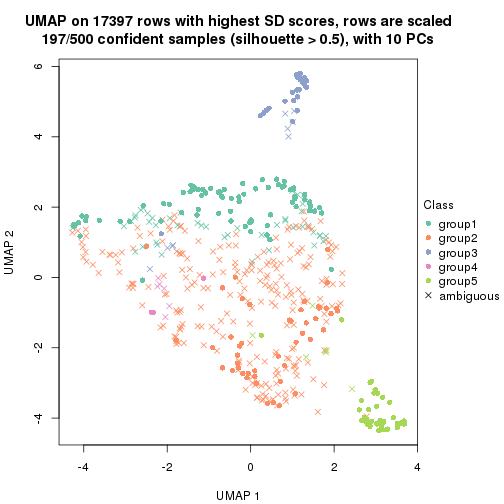 UMAP on 17397 rows with highest SD scores, rows are scaled
197/500 confident samples (silhouette > 0.5), with 10 PCs
6
4
2
0
-2
-4
UMAP 2
-4
-2
0
2
4
UMAP 1
Class
group1
group2
group3
group4
group5
ambiguous